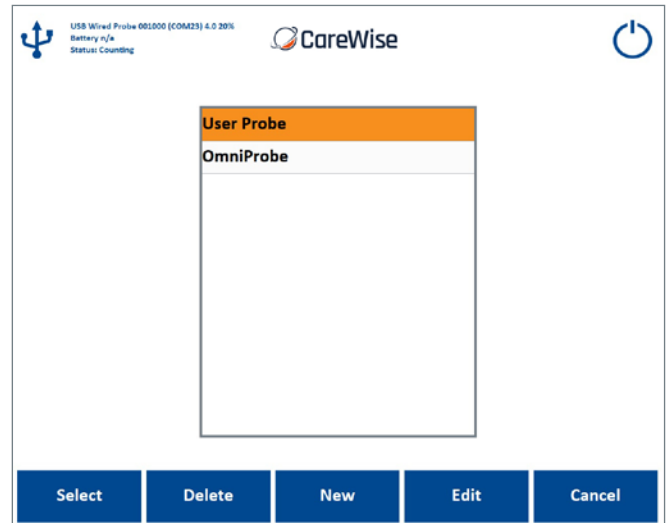 USB Wired Probe 001000 (COM23) 4.0 20%
Battery n/a
Status: Counting
CareWise
User Probe
OmniProbe
Select Delete New Edit Cancel